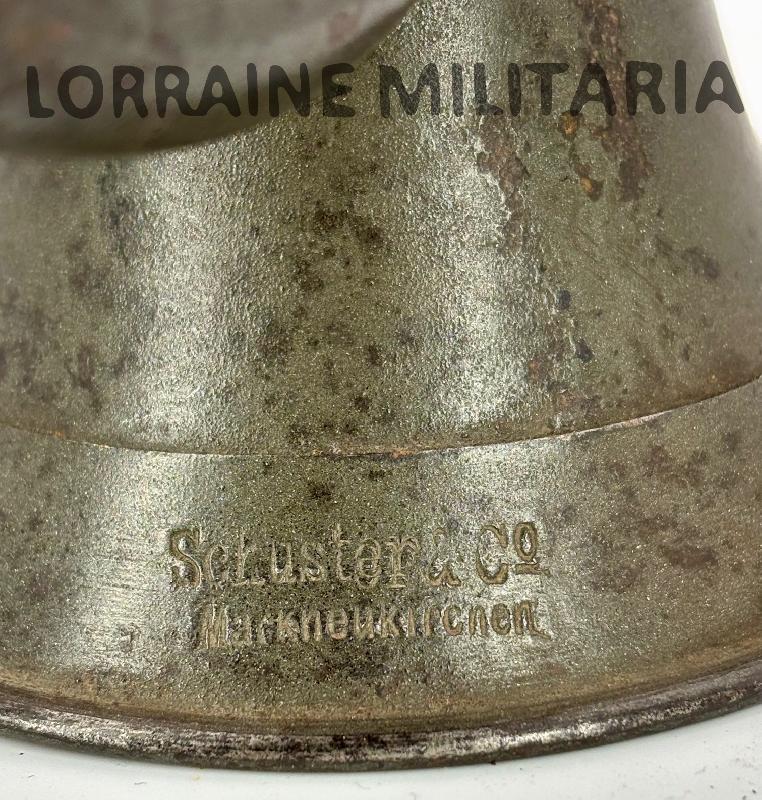 LORRAINE MILITARIA
Schuster & Cº
Markneukirchen